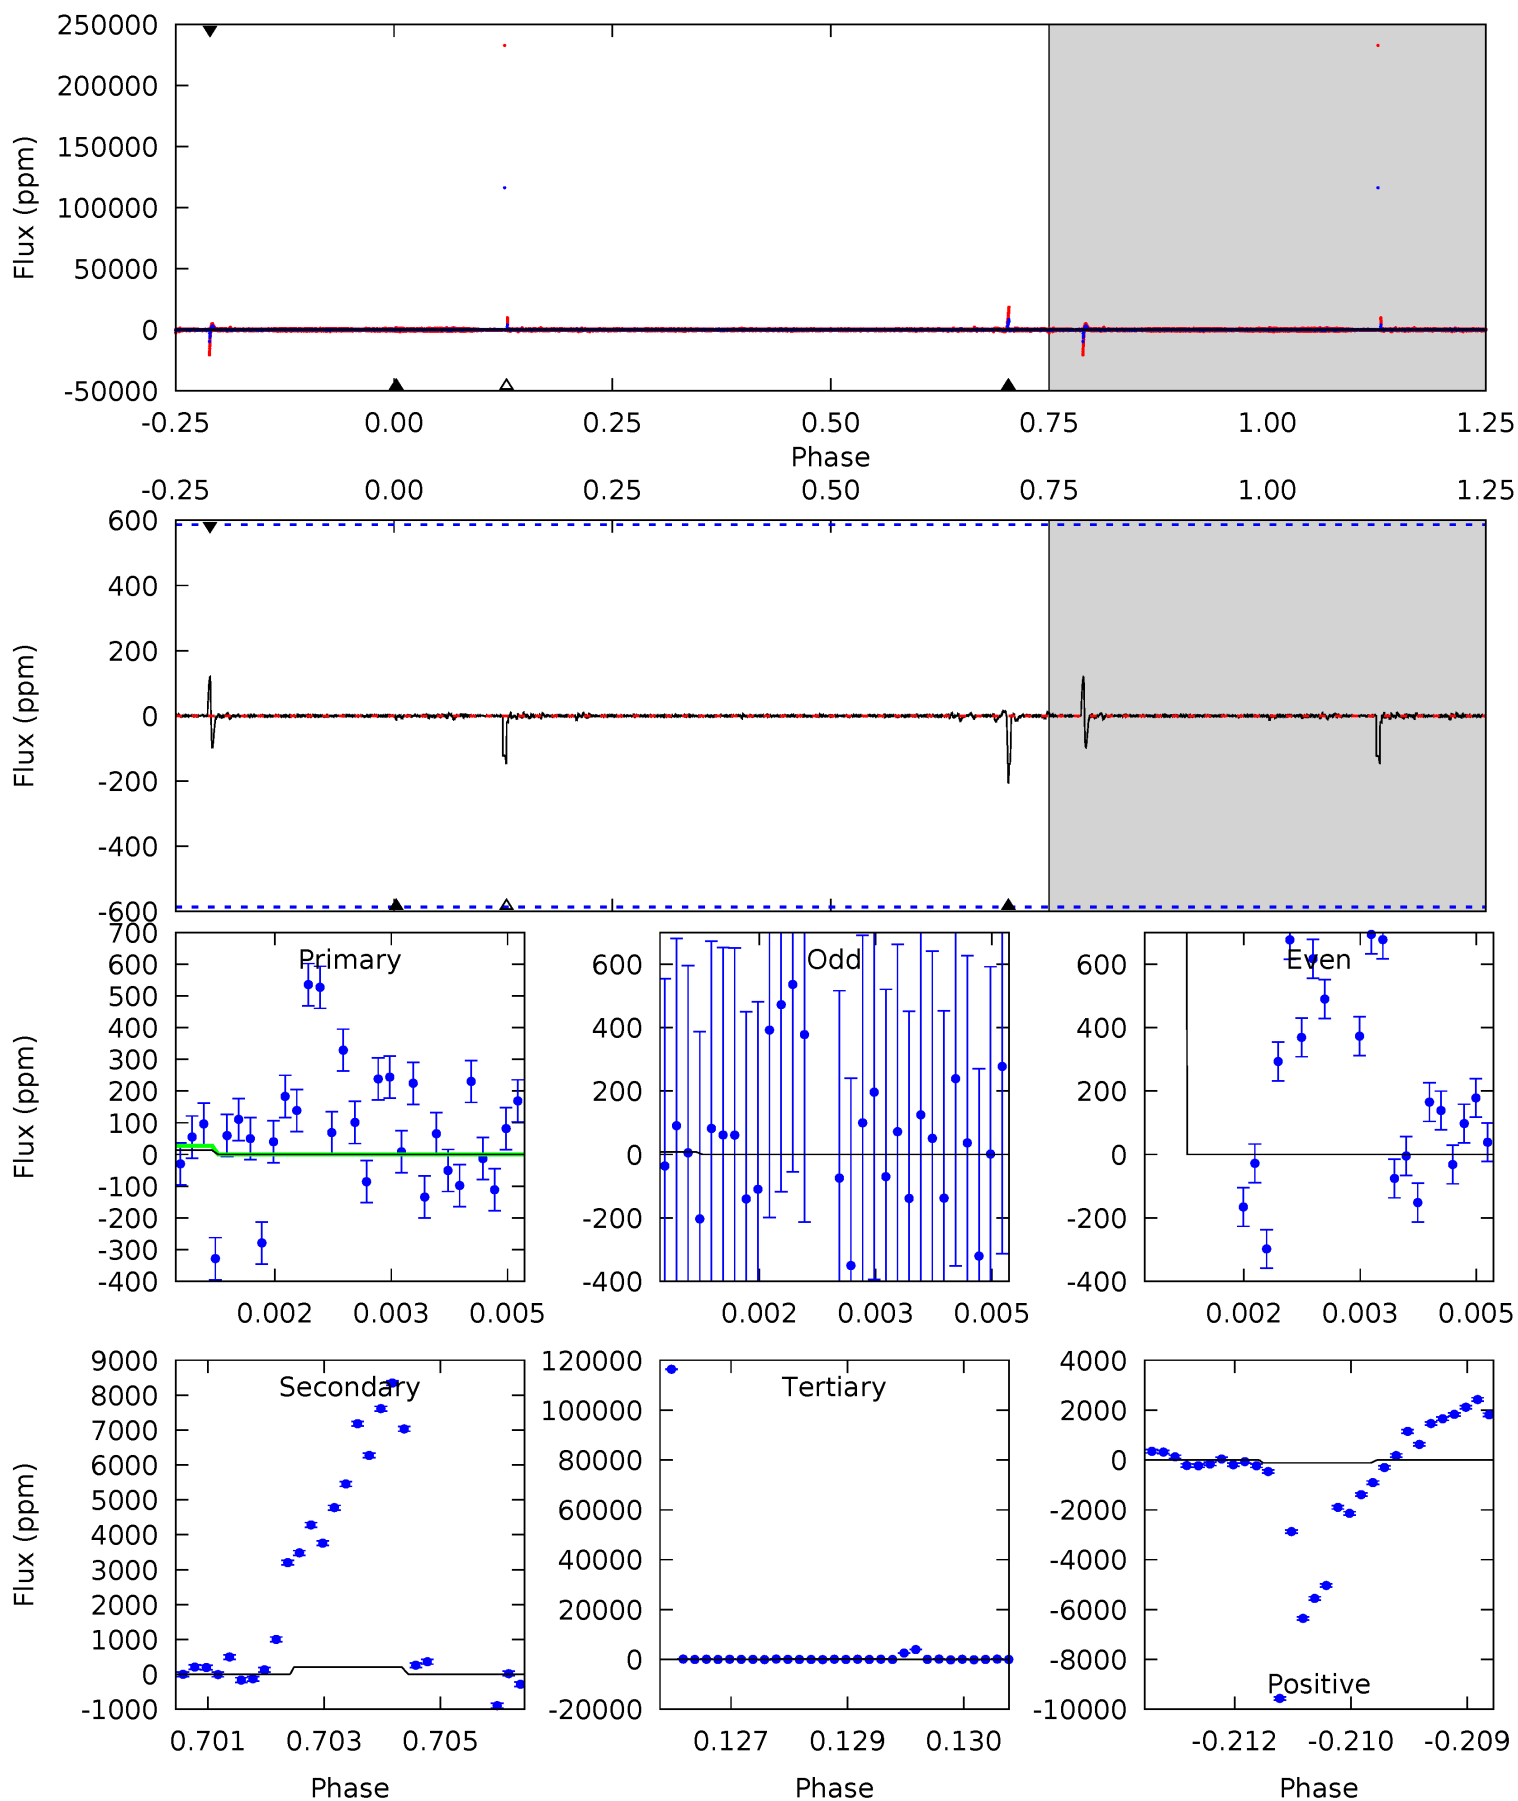 250000
200000
150000
100000
50000
0
-50000
Flux (ppm)
-0.25 0.00 0.25 0.50 0.75 1.00 1.25
Phase
-0.25 0.00 0.25 0.50 0.75 1.00 1.25
600
400
200
0
-200
-400
-600
Flux (ppm)
700
600
500
400
300
200
100
0
-100
-200
-300
-400
Flux (ppm)
Primary
0.002 0.003 0.005
600
400
200
0
-200
-400
Odd
0.002 0.003 0.005
600
400
200
0
-200
-400
Even
0.002 0.003 0.005
9000
8000
7000
6000
5000
4000
3000
2000
1000
0
-1000
Flux (ppm)
Secondary
0.701 0.703 0.705
Phase
120000
100000
80000
60000
40000
20000
0
-20000
Tertiary
0.127 0.129 0.130
Phase
4000
2000
0
-2000
-4000
-6000
-8000
-10000
Positive
-0.212 -0.210 -0.209
Phase